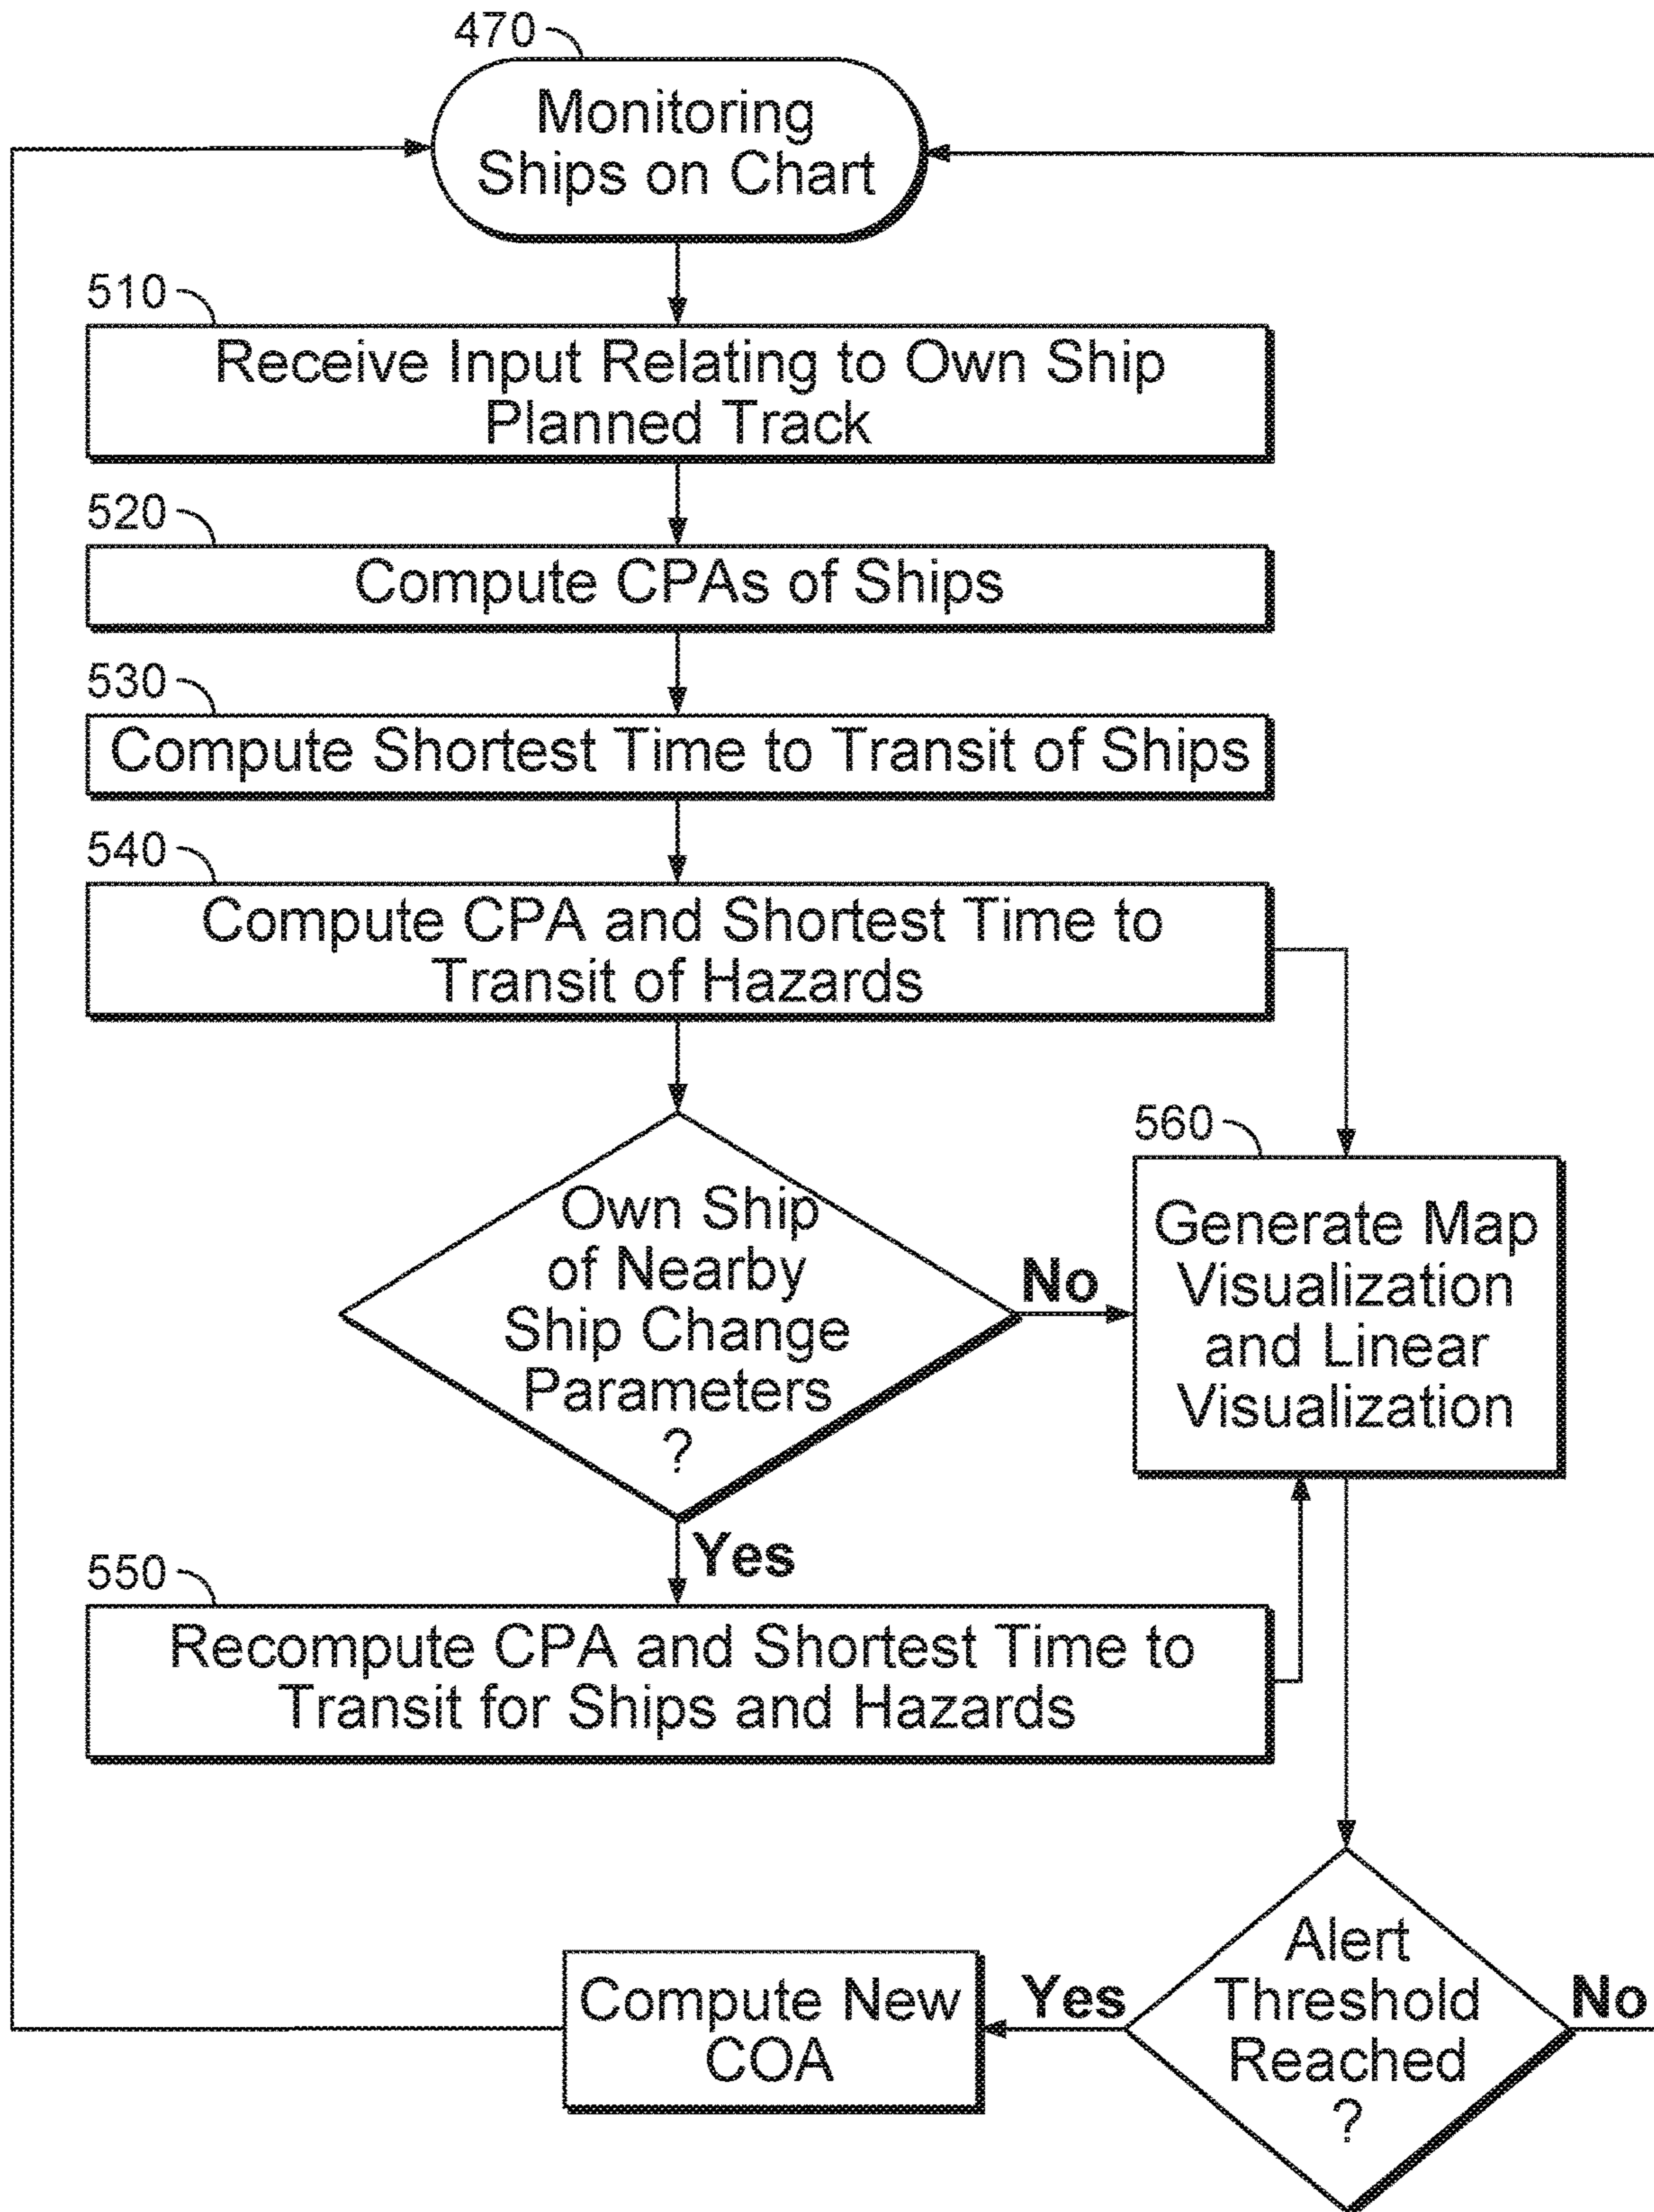 470
Monitoring
Ships on Chart
510
Receive Input Relating to Own Ship
Planned Track
520
Compute CPAs of Ships
530
Compute Shortest Time to Transit of Ships
540
Compute CPA and Shortest Time to
Transit of Hazards
Own Ship
of Nearby
Ship Change
Parameters
?
No
560
Generate Map
Visualization
and Linear
Visualization
Yes
550
Recompute CPA and Shortest Time to
Transit for Ships and Hazards
Alert
Threshold
Reached
?
Yes
No
Compute New
COA